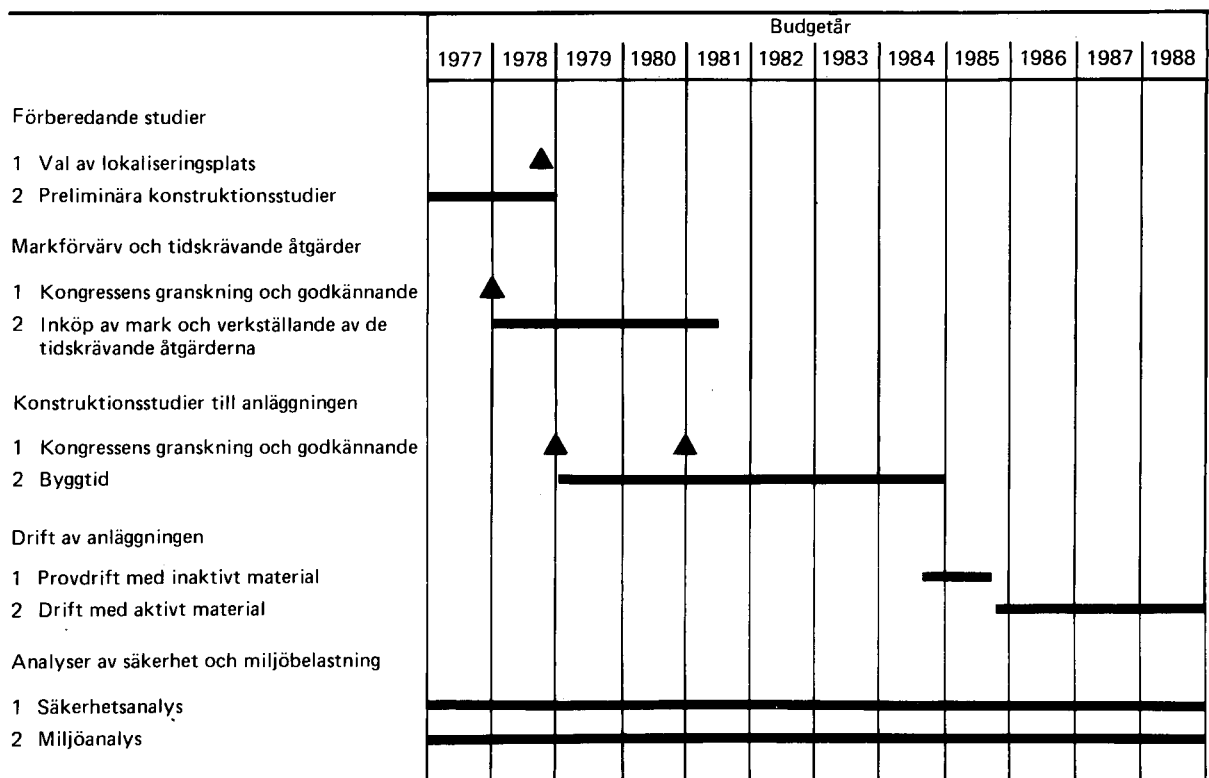 Budgetår
1977 1978 1979 1980 1981 1982 1983 1984 1985 1986 1987 1988
Förberedande studier
1 Val av lokaliseringsplats
2 Preliminära konstruktionsstudier
Markförvärv och tidskrävande åtgärder
1 Kongressens granskning och godkännande
2 Inköp av mark och verkställande av de
tidskrävande åtgärderna
Konstruktionsstudier till anläggningen
1 Kongressens granskning och godkännande
2 Byggtid
Drift av anläggningen
1 Provdrift med inaktivt material
2 Drift med aktivt material
Analyser av säkerhet och miljöbelastning
1 Säkerhetsanalys
2 Miljöanalys